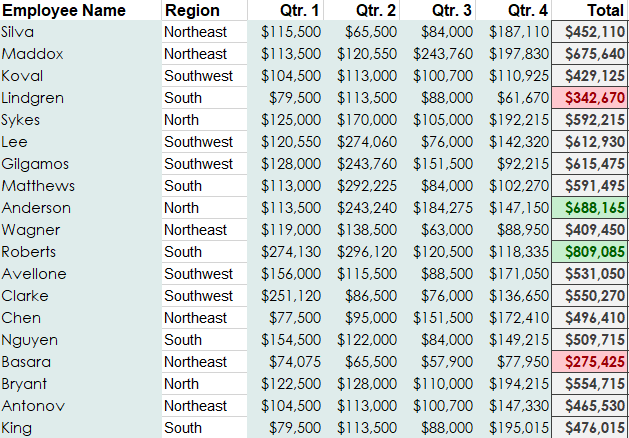 Employee Name Region Qtr. 1 Qtr. 2 Qtr. 3 Qtr. 4 Total
Silva Northeast $115,500 $65,500 $84,000 $187,110 $452,110
Maddox Northeast $113,500 $120,550 $243,760 $197,830 $675,640
Koval Southwest $104,500 $113,000 $100,700 $110,925 $429,125
Lindgren South $79,500 $113,500 $88,000 $61,670 $342,670
Sykes North $125,000 $170,000 $105,000 $192,215 $592,215
Lee Southwest $120,550 $274,060 $76,000 $142,320 $612,930
Gilgamos Southwest $128,000 $243,760 $151,500 $92,215 $615,475
Matthews South $113,000 $292,225 $84,000 $102,270 $591,495
Anderson North $113,500 $243,240 $184,275 $147,150 $688,165
Wagner Northeast $119,000 $138,500 $63,000 $88,950 $409,450
Roberts South $274,130 $296,120 $120,500 $118,335 $809,085
Avellone Southwest $156,000 $115,500 $88,500 $171,050 $531,050
Clarke Southwest $251,120 $86,500 $76,000 $136,650 $550,270
Chen Northeast $77,500 $95,000 $151,500 $172,410 $496,410
Nguyen South $154,500 $122,000 $84,000 $149,215 $509,715
Basara Northeast $74,075 $65,500 $57,900 $77,950 $275,425
Bryant North $122,500 $128,000 $110,000 $194,215 $554,715
Antonov Northeast $104,500 $113,000 $100,700 $147,330 $465,530
King South $79,500 $113,500 $88,000 $195,015 $476,015